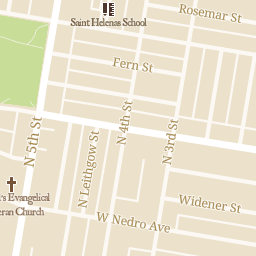 Rosemar St
Saint Helenas School
Fern St
N 4th St
N 5th St
N 3rd St
N Leithgow St
Evangelical
Church
Widener St
W Nedro Ave